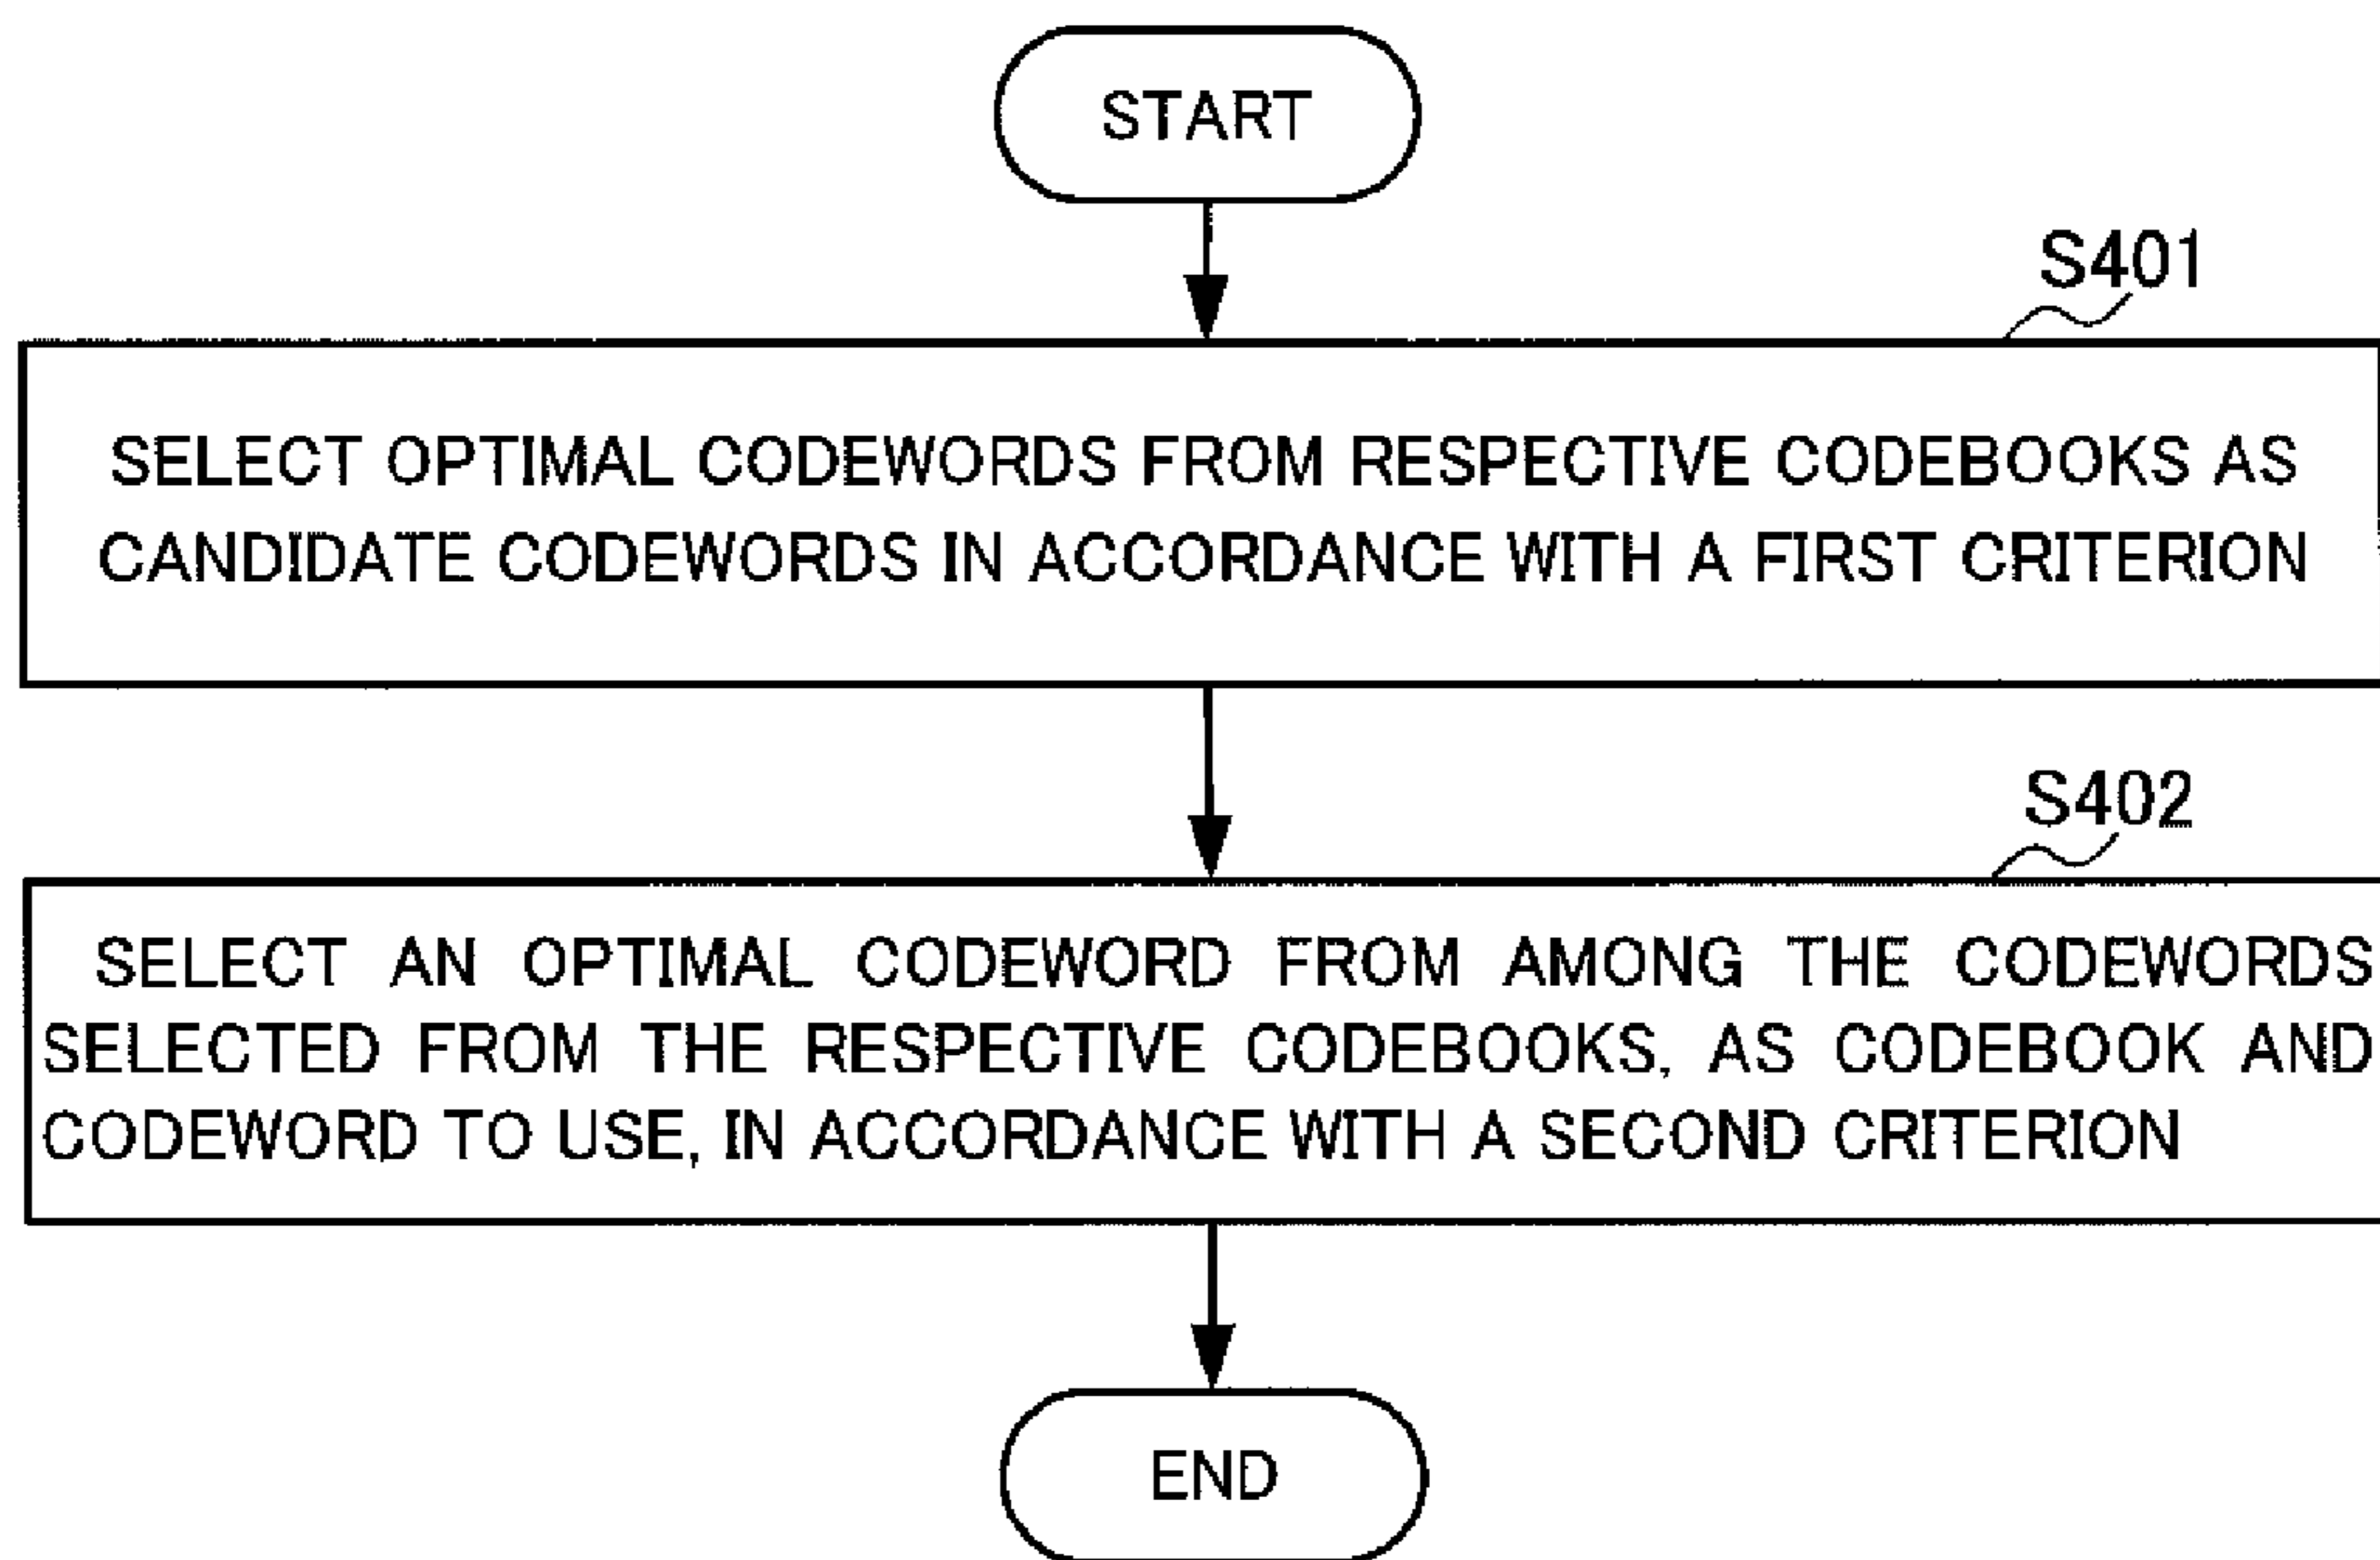 START
S401
SELECT OPTIMAL CODEWORDS FROM RESPECTIVE CODEBOOKS AS
CANDIDATE CODEWORDS IN ACCORDANCE WITH A FIRST CRITERION
S402
SELECT AN OPTIMAL CODEWORD FROM AMONG THE CODEWORDS
SELECTED FROM THE RESPECTIVE CODEBOOKS, AS CODEBOOK AND
CODEWORD TO USE, IN ACCORDANCE WITH A SECOND CRITERION
END